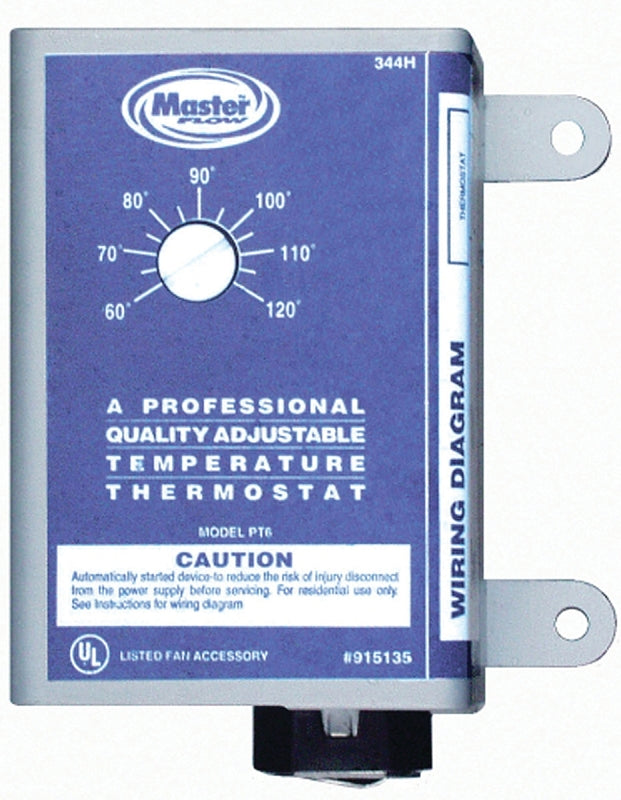 344H
Master
FLOW
90°
80°
100°
70°
110°
60°
120°
THERMOSTAT
WIRING DIAGRAM
A PROFESSIONAL
QUALITY ADJUSTABLE
TEMPERATURE
THERMOSTAT
MODEL PT6
CAUTION
Automatically started device-to reduce the risk of injury disconnect
from the power supply before servicing. For residential use only.
See Instructions for wiring diagram
UL
LISTED FAN ACCESSORY
#915135